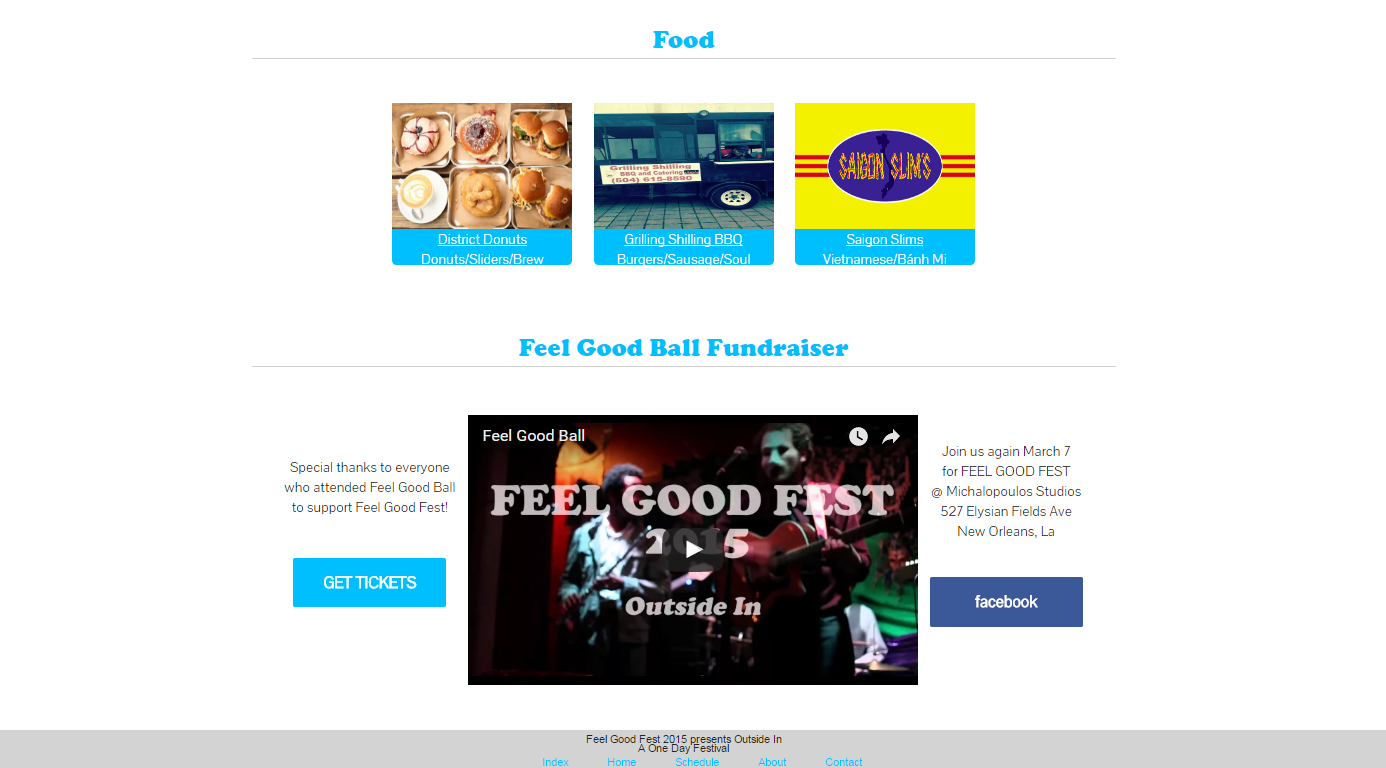 Food
Grilling Shilling
BBQ and Catering
(504) 615-8590
SAIGON SLIM'S
District Donuts
Donuts/Sliders/Brew
Grilling Shilling BBQ
Burgers/Sausage/Soul
Saigon Slims
Vietnamese/Bánh Mi
Feel Good Ball Fundraiser
Special thanks to everyone
who attended Feel Good Ball
to support Feel Good Fest!
GET TICKETS
Feel Good Ball
FEEL GOOD FEST
2015
Outside In
Join us again March 7
for FEEL GOOD FEST
@ Michalopoulos Studios
527 Elysian Fields Ave
New Orleans, La
facebook
Feel Good Fest 2015 presents Outside In
A One Day Festival
Index Home Schedule About Contact